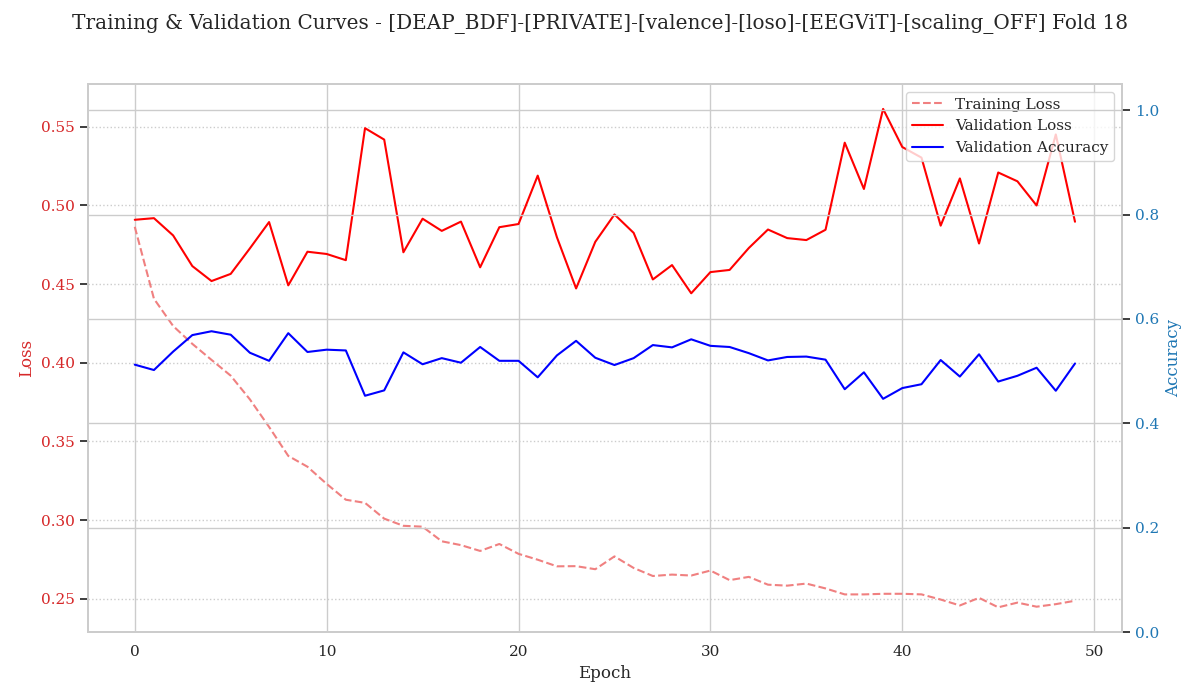 Training & Validation Curves - [DEAP_BDF]-[PRIVATE]-[valence]-[loso]-[EEGViT]-[scaling_OFF] Fold 18
Training Loss
Validation Loss
Validation Accuracy
Loss
0.55
0.50
0.45
0.40
0.35
0.30
0.25
1.0
0.8
0.6
0.4
0.2
0.0
Accuracy
0
10
20
30
40
50
Epoch